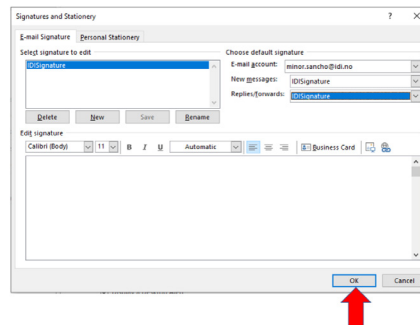 Signatures and Stationery ? X
E-mail Signature Personal Stationery
Select signature to edit Choose default signature
IDISignature E-mail account: minor.sancho@idi.no
New messages: IDISignature
Replies/forwards: IDISignature
Delete New Save Rename
Edit signature
Calibri (Body) 11 B I U Automatic Business Card
OK Cancel